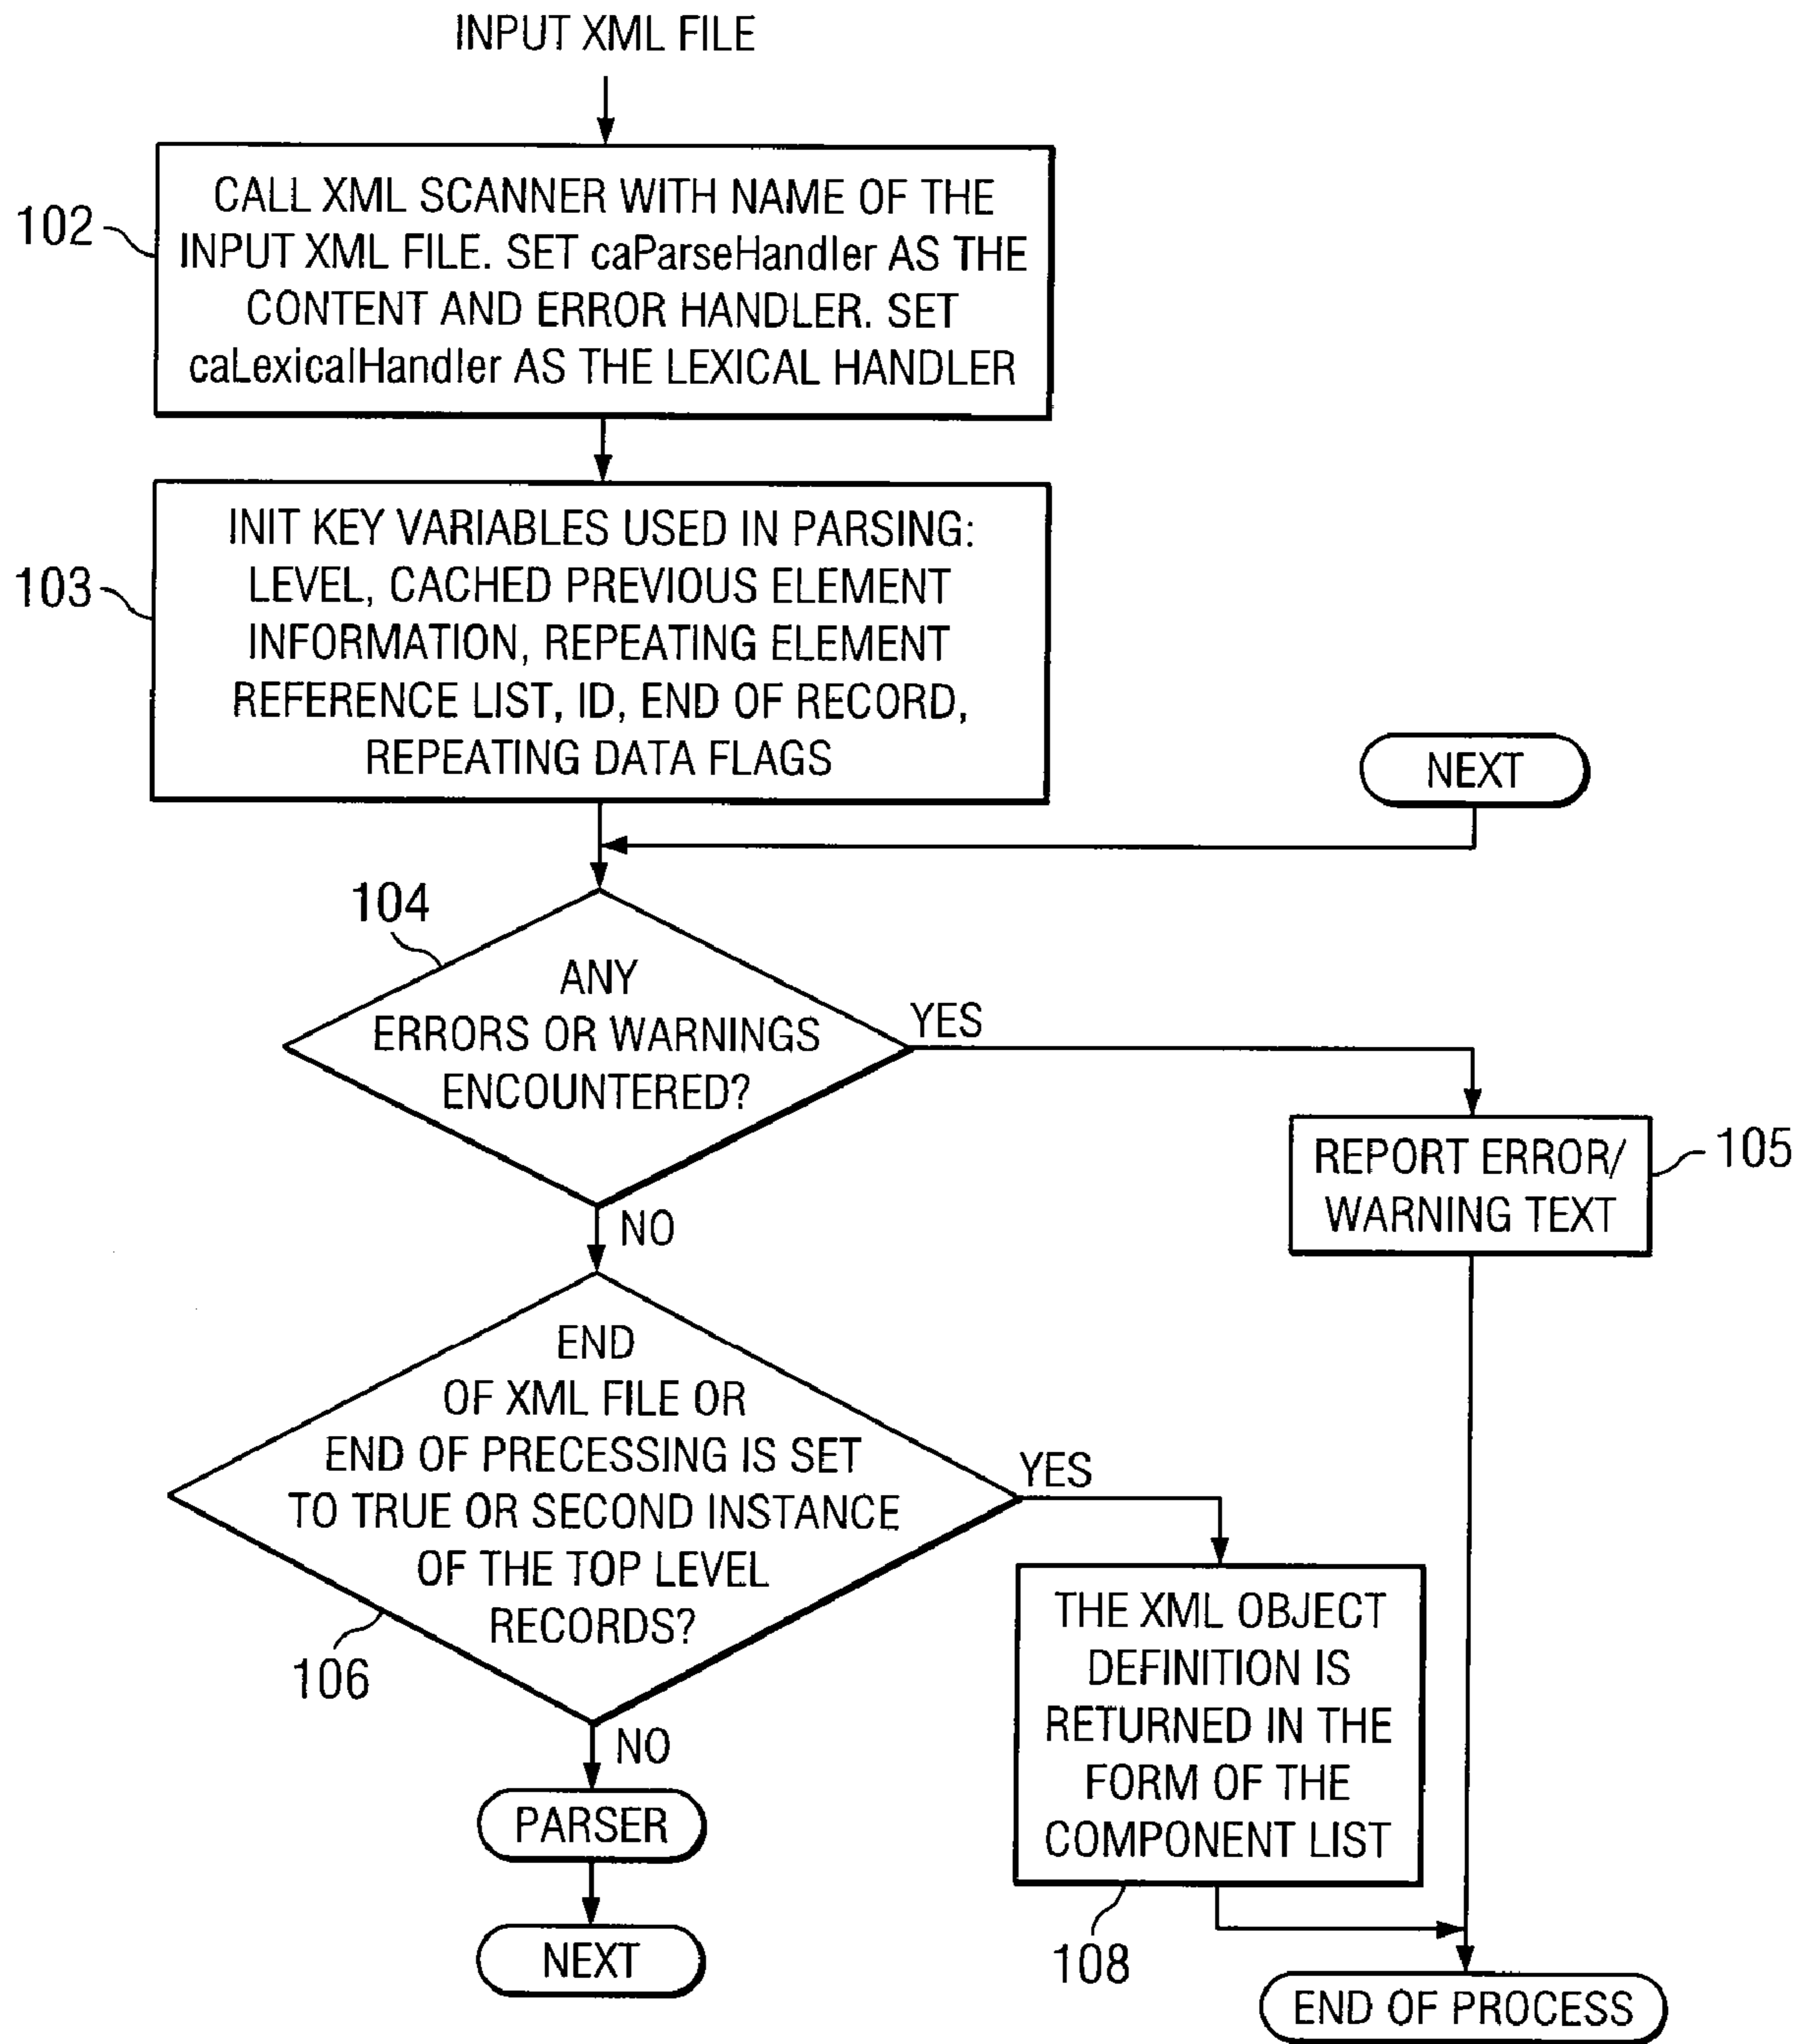 INPUT XML FILE
102
CALL XML SCANNER WITH NAME OF THE
INPUT XML FILE. SET caParseHandler AS THE
CONTENT AND ERROR HANDLER. SET
caLexicalHandler AS THE LEXICAL HANDLER
103
INIT KEY VARIABLES USED IN PARSING:
LEVEL, CACHED PREVIOUS ELEMENT
INFORMATION, REPEATING ELEMENT
REFERENCE LIST, ID, END OF RECORD,
REPEATING DATA FLAGS
NEXT
104
ANY
ERRORS OR WARNINGS
ENCOUNTERED?
YES
NO
REPORT ERROR/
WARNING TEXT
105
END
OF XML FILE OR
END OF PRECESSING IS SET
TO TRUE OR SECOND INSTANCE
OF THE TOP LEVEL
RECORDS?
106
YES
NO
THE XML OBJECT
DEFINITION IS
RETURNED IN THE
FORM OF THE
COMPONENT LIST
108
PARSER
NEXT
END OF PROCESS